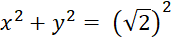 x² + y² = (√2)²